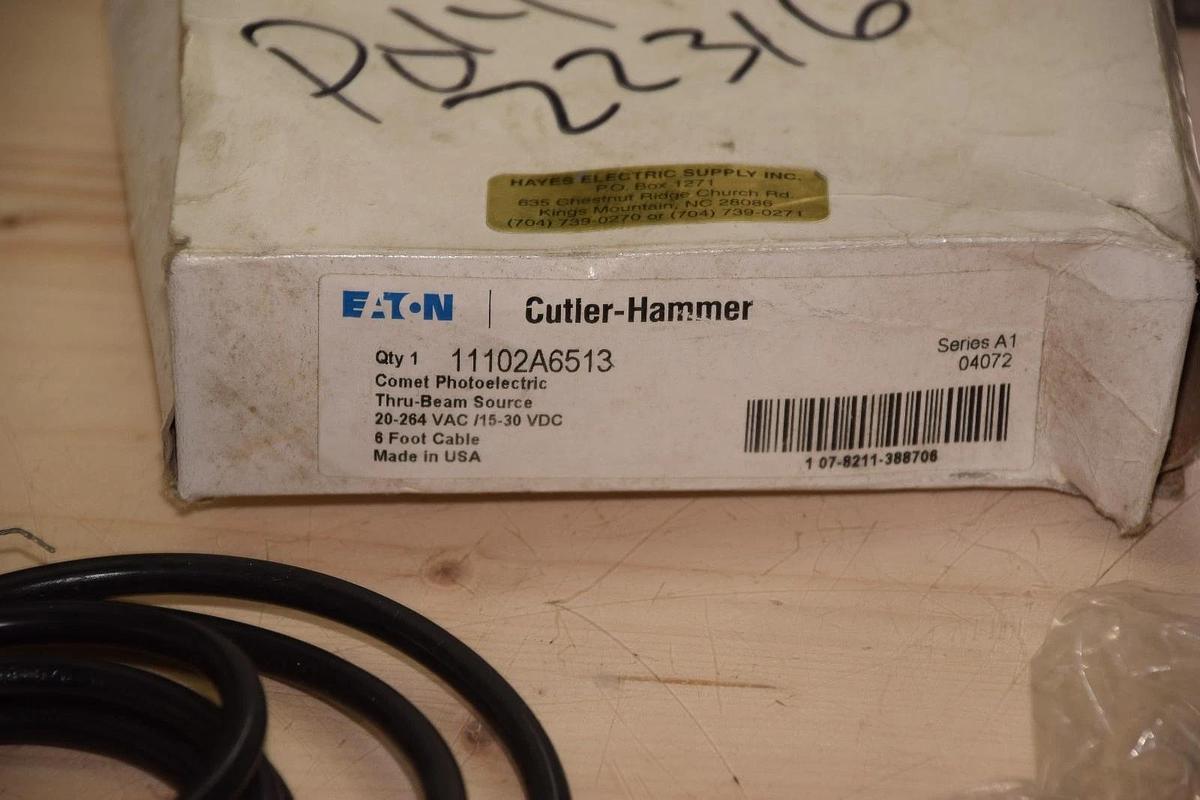 22316
HAYES ELECTRIC SUPPLY INC.
P.O. Box 1271
635 Chestnut Ridge Church Rd.
Kings Mountain, NC 28086
(704) 739-0270 or (704) 739-0271
EATON | Cutler-Hammer
Qty 1 11102A6513
Series A1
04072
Comet Photoelectric
Thru-Beam Source
20-264 VAC /15-30 VDC
6 Foot Cable
Made in USA
1 07-8211-388706